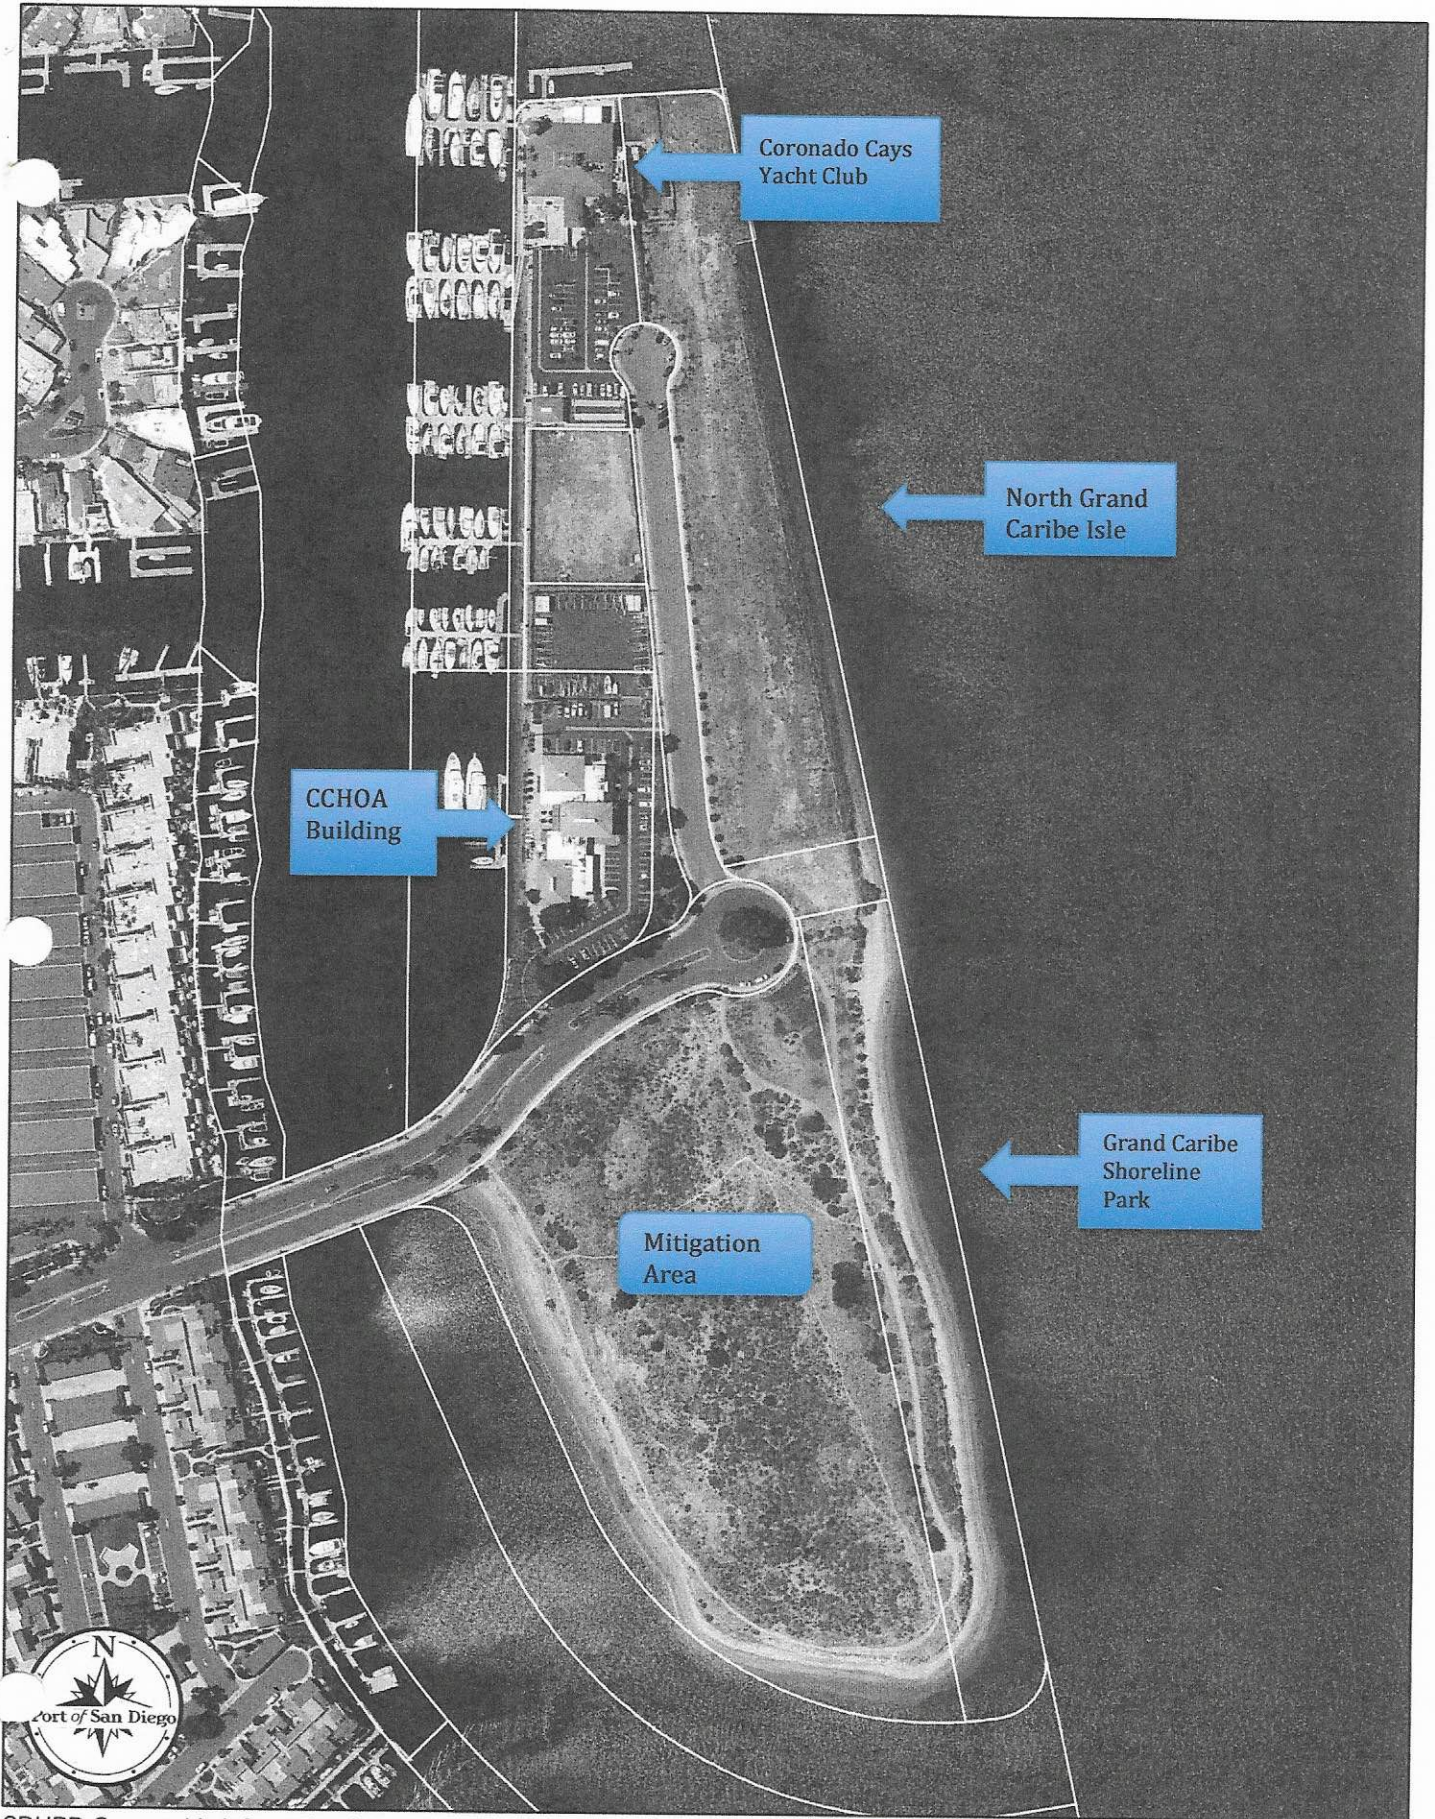 Coronado Cays
Yacht Club
North Grand
Caribe Isle
CCHOA
Building
Grand Caribe
Shoreline
Park
Mitigation
Area
N
Port of San Diego